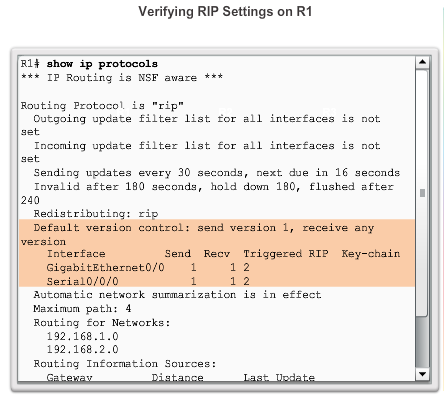 Verifying RIP Settings on R1
R1# show ip protocols
*** IP Routing is NSF aware ***
Routing Protocol is "rip"
Outgoing update filter list for all interfaces is not
set
Incoming update filter list for all interfaces is not
set
Sending updates every 30 seconds, next due in 16 seconds
Invalid after 180 seconds, hold down 180, flushed after
240
Redistributing: rip
Default version control: send version 1, receive any
version
Interface Send Recv Triggered RIP Key-chain
GigabitEthernet0/0 1 1 2
Serial0/0/0 1 1 2
Automatic network summarization is in effect
Maximum path: 4
Routing for Networks:
192.168.1.0
192.168.2.0
Routing Information Sources:
Gateway Distance Last Update